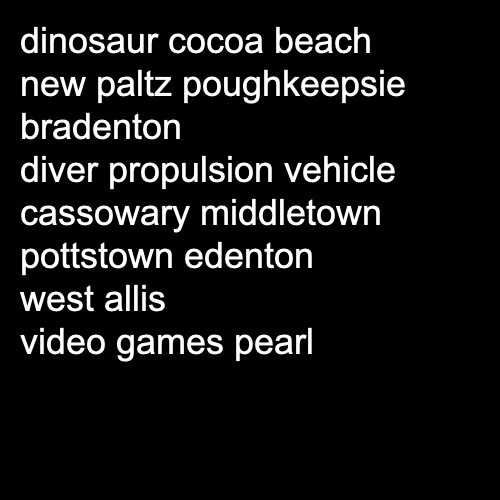 dinosaur cocoa beach
new paltz poughkeepsie
bradenton
diver propulsion vehicle
cassowary middletown
pottstown edenton
west allis
video games pearl